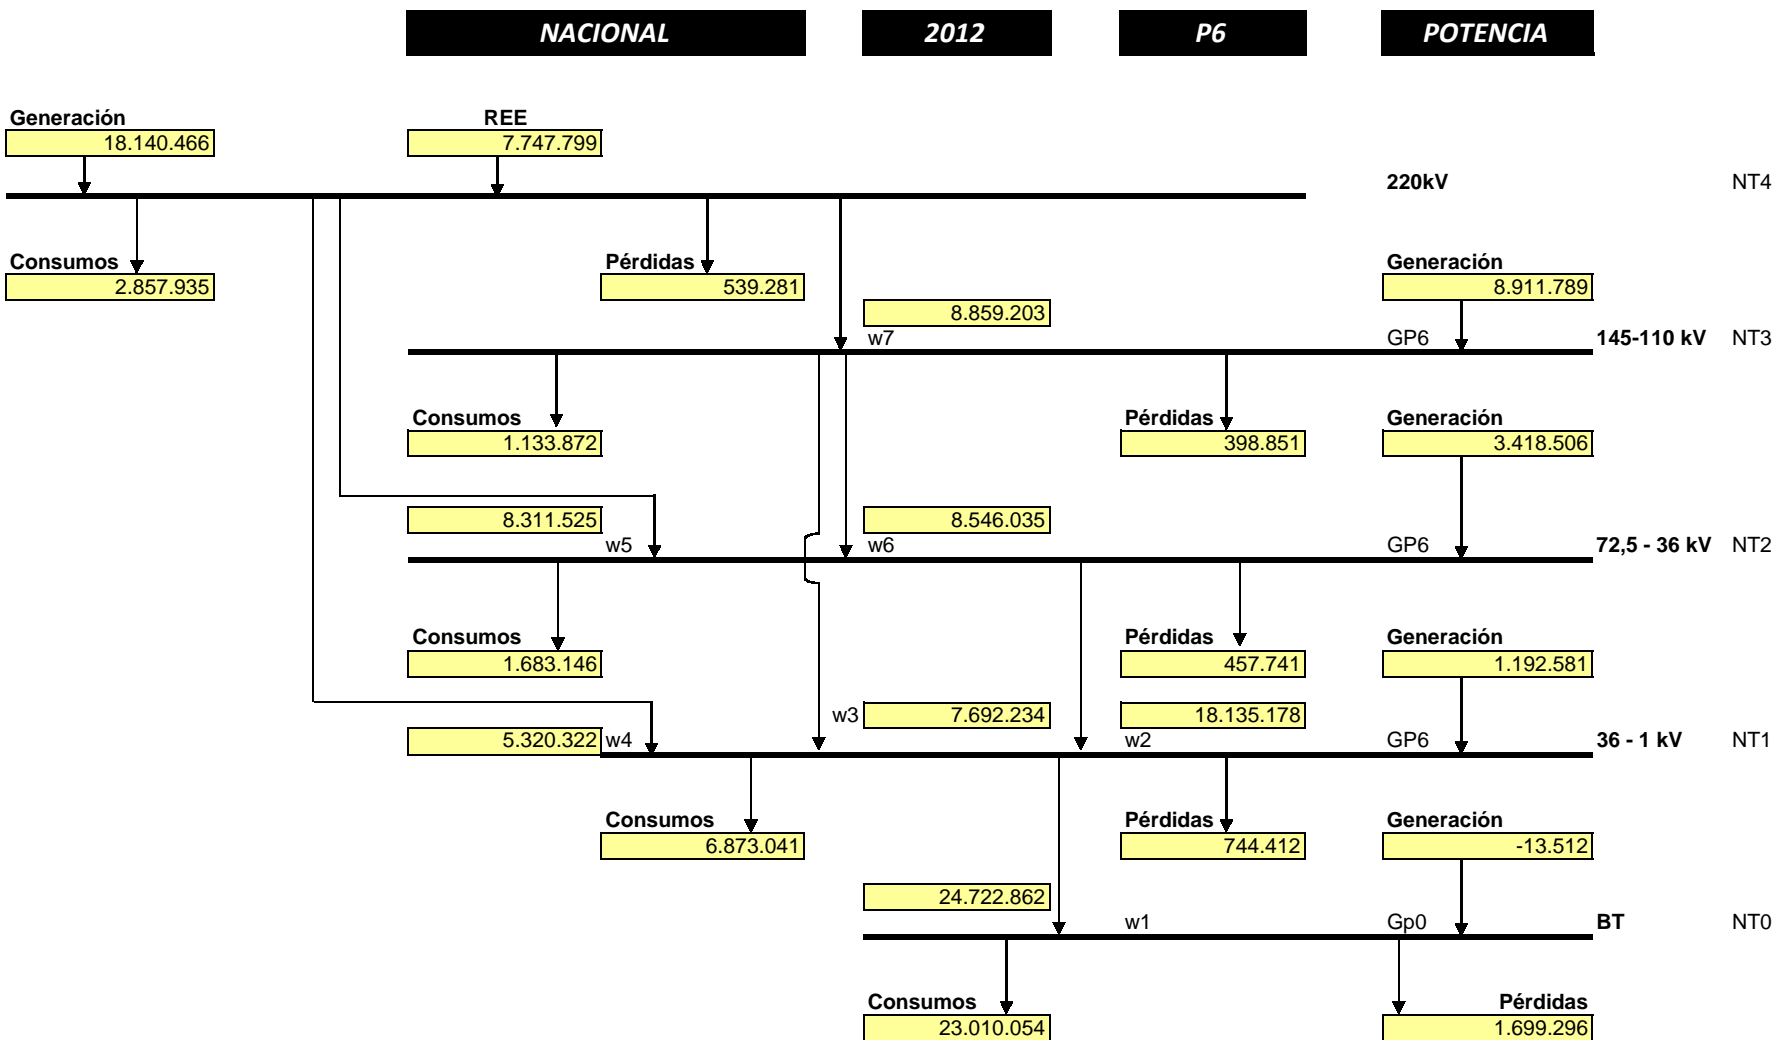 NACIONAL 2012 P6 POTENCIA
Generación REE
18.140.466 7.747.799
220kV NT4
Consumos Pérdidas Generación
2.857.935 539.281 8.911.789
8.859.203
w7 GP6 145-110 kV NT3
Consumos Pérdidas Generación
1.133.872 398.851 3.418.506
8.311.525 8.546.035
w5 w6 GP6 72,5 - 36 kV NT2
Consumos Pérdidas Generación
1.683.146 457.741 1.192.581
w3 7.692.234 18.135.178
5.320.322 w4 w2 GP6 36 - 1 kV NT1
Consumos Pérdidas Generación
6.873.041 744.412 -13.512
24.722.862
w1 Gp0 BT NT0
Consumos Pérdidas
23.010.054 1.699.296